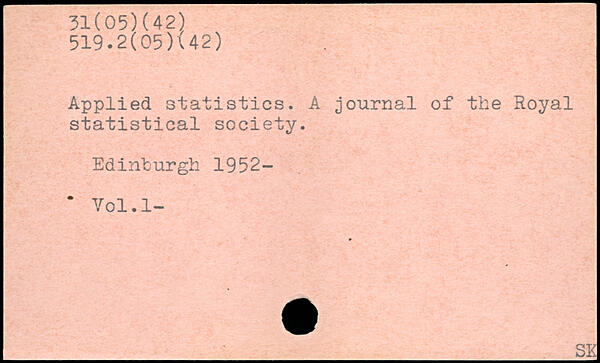 31(05)(42)
519.2(05)(42)
Applied statistics. A journal of the Royal
statistical society.
Edinburgh 1952-
Vol.1-
SK